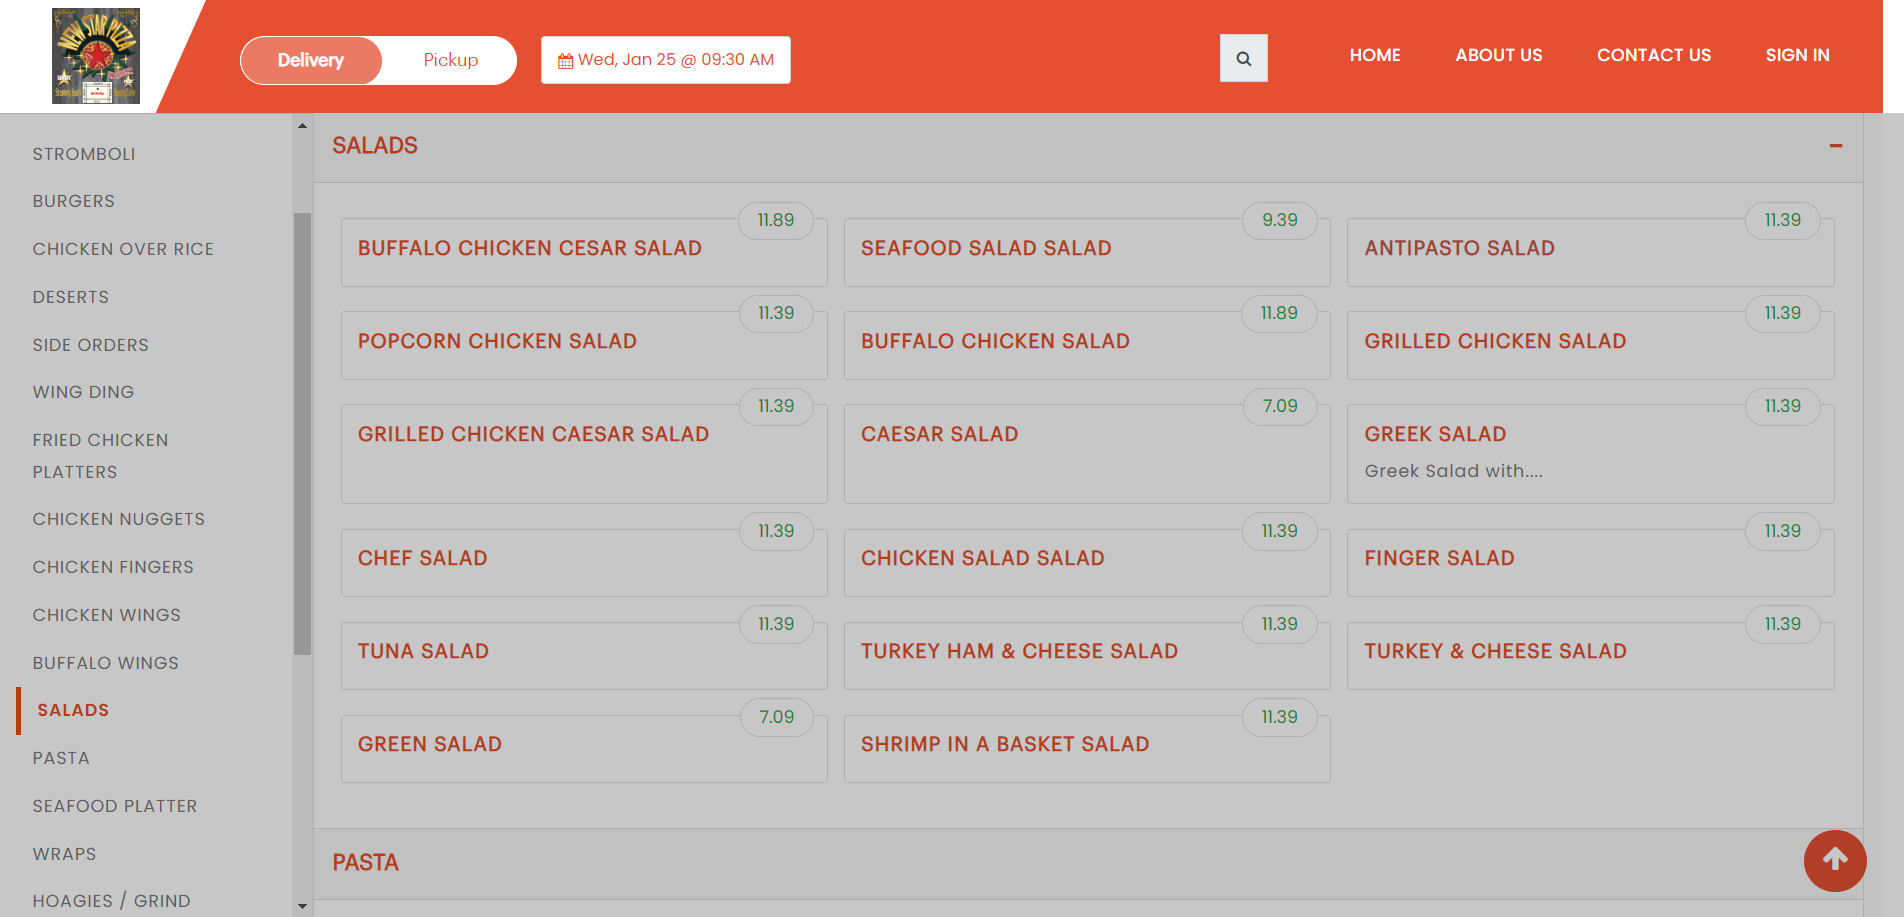 NEW STAR PIZZA
Delivery
Pickup
Wed, Jan 25 @ 09:30 AM
HOME
ABOUT US
CONTACT US
SIGN IN
STROMBOLI
BURGERS
CHICKEN OVER RICE
DESERTS
SIDE ORDERS
WING DING
FRIED CHICKEN
PLATTERS
CHICKEN NUGGETS
CHICKEN FINGERS
CHICKEN WINGS
BUFFALO WINGS
SALADS
PASTA
SEAFOOD PLATTER
WRAPS
HOAGIES / GRIND
SALADS
11.89
BUFFALO CHICKEN CESAR SALAD
9.39
SEAFOOD SALAD SALAD
11.39
ANTIPASTO SALAD
11.39
POPCORN CHICKEN SALAD
11.89
BUFFALO CHICKEN SALAD
11.39
GRILLED CHICKEN SALAD
11.39
GRILLED CHICKEN CAESAR SALAD
7.09
CAESAR SALAD
11.39
GREEK SALAD
Greek Salad with....
11.39
CHEF SALAD
11.39
CHICKEN SALAD SALAD
11.39
FINGER SALAD
11.39
TUNA SALAD
11.39
TURKEY HAM & CHEESE SALAD
11.39
TURKEY & CHEESE SALAD
7.09
GREEN SALAD
11.39
SHRIMP IN A BASKET SALAD
PASTA